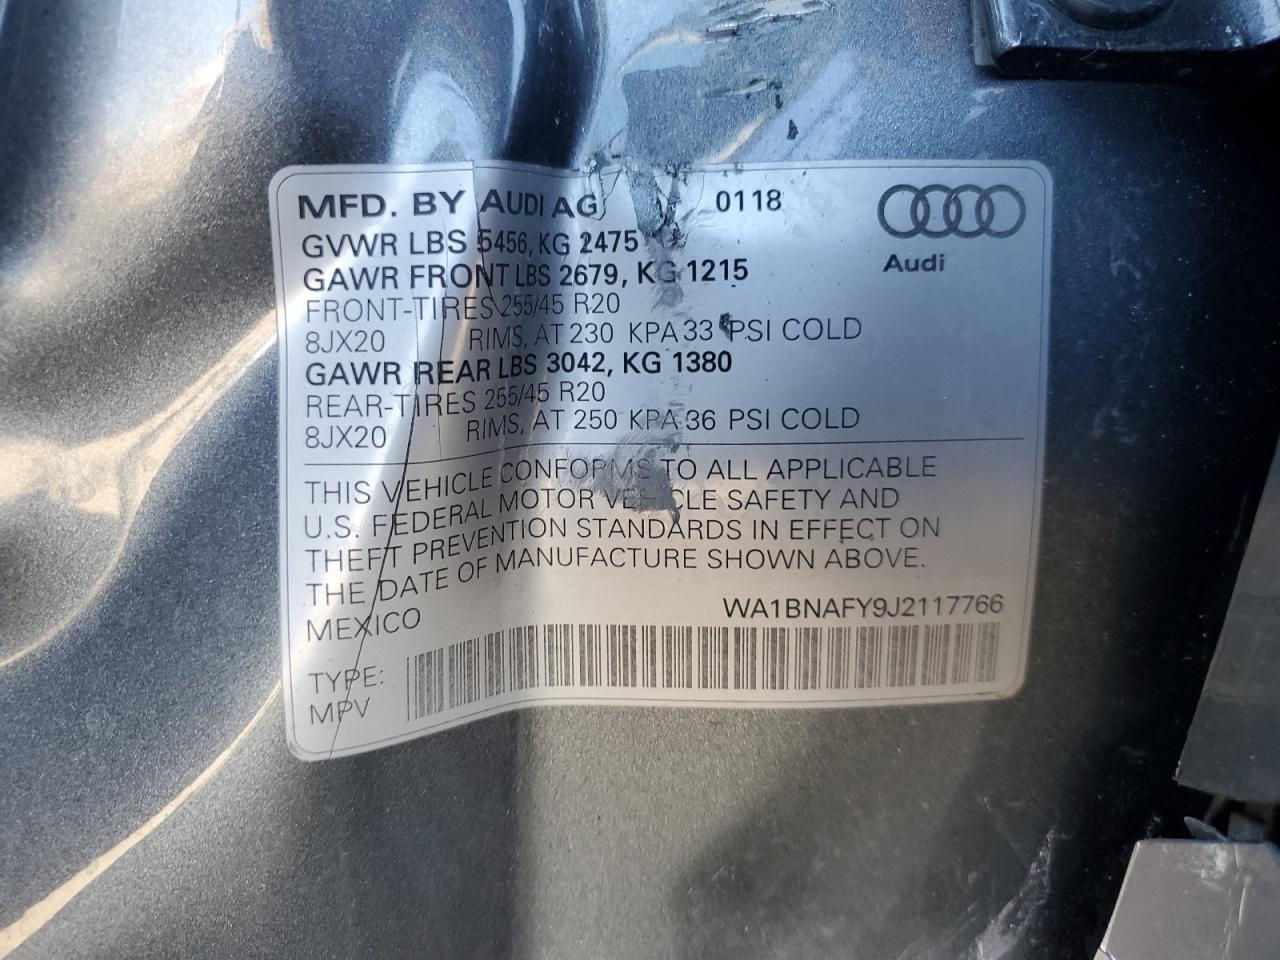 MFD. BY AUDI AG 0118
Audi
GVWR LBS 5456, KG 2475
GAWR FRONT LBS 2679, KG 1215
FRONT-TIRES 255/45 R20
8JX20 RIMS, AT 230 KPA 33 PSI COLD
GAWR REAR LBS 3042, KG 1380
REAR-TIRES 255/45 R20
8JX20 RIMS, AT 250 KPA 36 PSI COLD
THIS VEHICLE CONFORMS TO ALL APPLICABLE
U.S. FEDERAL MOTOR VEHICLE SAFETY AND
THEFT PREVENTION STANDARDS IN EFFECT ON
THE DATE OF MANUFACTURE SHOWN ABOVE.
MEXICO WA1BNAFY9J2117766
TYPE:
MPV